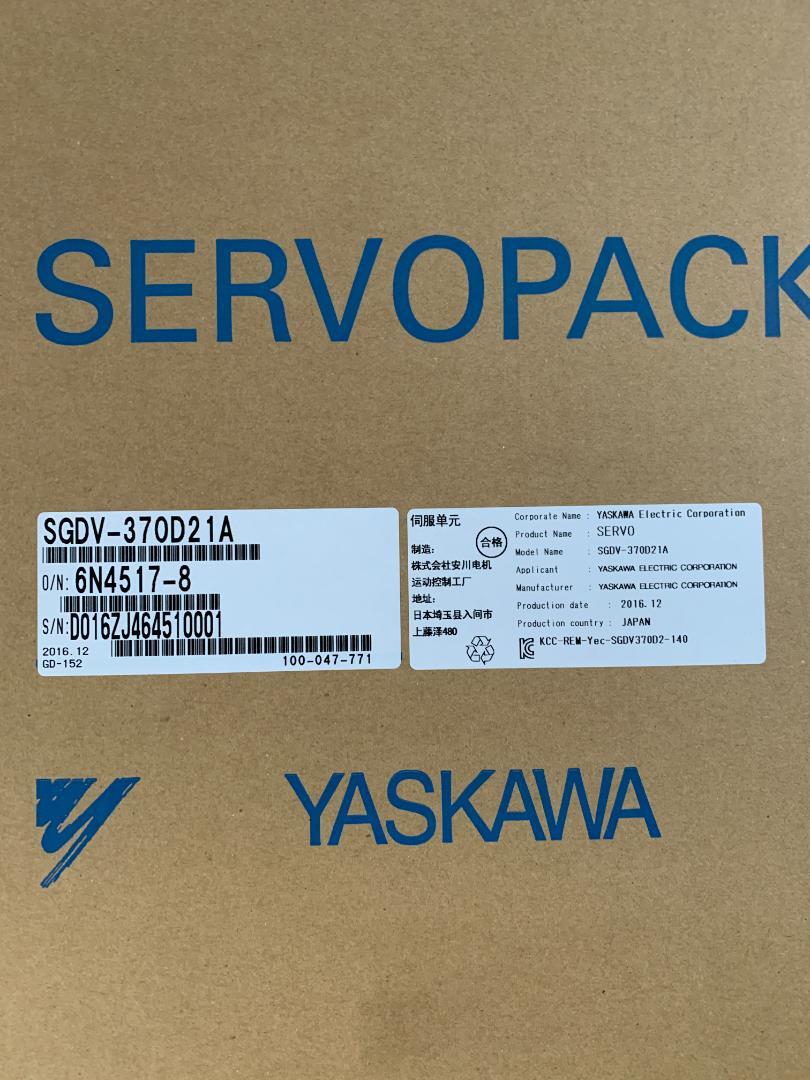 SERVOPACK
SGDV-370D21A
O/N: 6N4517-8
S/N: D016ZJ464510001
2016.12
GD-152
100-047-771
伺服单元
合格
制造:
株式会社安川电机
运动控制工厂
地址:
日本埼玉县入间市
上藤泽480
Corporate Name : YASKAWA Electric Corporation
Product Name : SERVO
Model Name : SGDV-370D21A
Applicant : YASKAWA ELECTRIC CORPORATION
Manufacturer : YASKAWA ELECTRIC CORPORATION
Production date : 2016.12
Production country : JAPAN
KCC-REM-Yec-SGDV370D2-140
YASKAWA